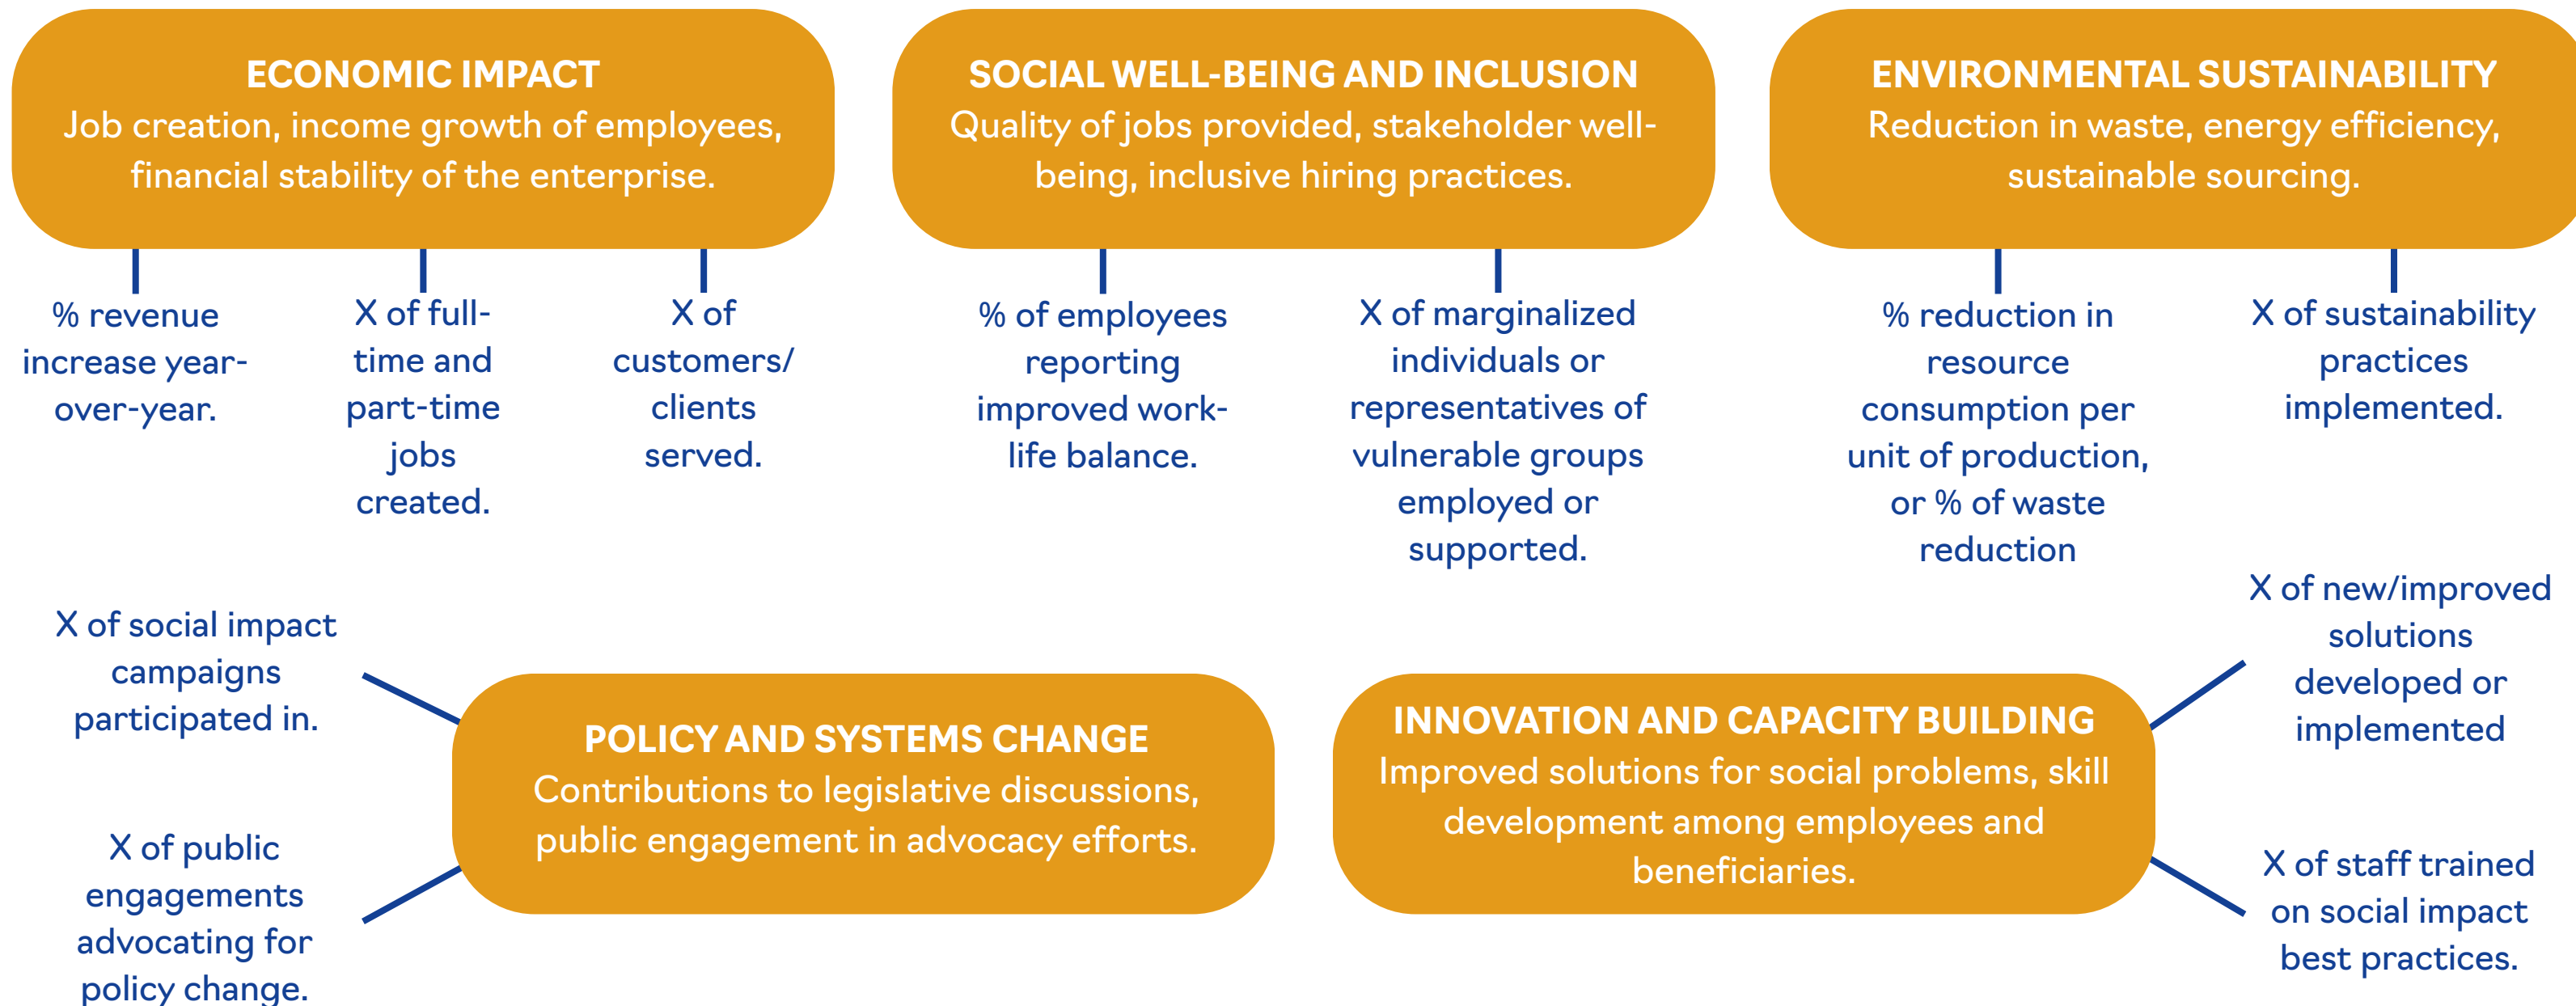 ECONOMIC IMPACT
Job creation, income growth of employees,
financial stability of the enterprise.
% revenue
increase year-
over-year.
X of full-
time and
part-time
jobs
created.
X of
customers/
clients
served.
SOCIAL WELL-BEING AND INCLUSION
Quality of jobs provided, stakeholder well-
being, inclusive hiring practices.
% of employees
reporting
improved work-
life balance.
X of marginalized
individuals or
representatives of
vulnerable groups
employed or
supported.
ENVIRONMENTAL SUSTAINABILITY
Reduction in waste, energy efficiency,
sustainable sourcing.
% reduction in
resource
consumption per
unit of production,
or % of waste
reduction
X of sustainability
practices
implemented.
X of social impact
campaigns
participated in.
X of public
engagements
advocating for
policy change.
POLICY AND SYSTEMS CHANGE
Contributions to legislative discussions,
public engagement in advocacy efforts.
INNOVATION AND CAPACITY BUILDING
Improved solutions for social problems, skill
development among employees and
beneficiaries.
X of new/improved
solutions
developed or
implemented
X of staff trained
on social impact
best practices.